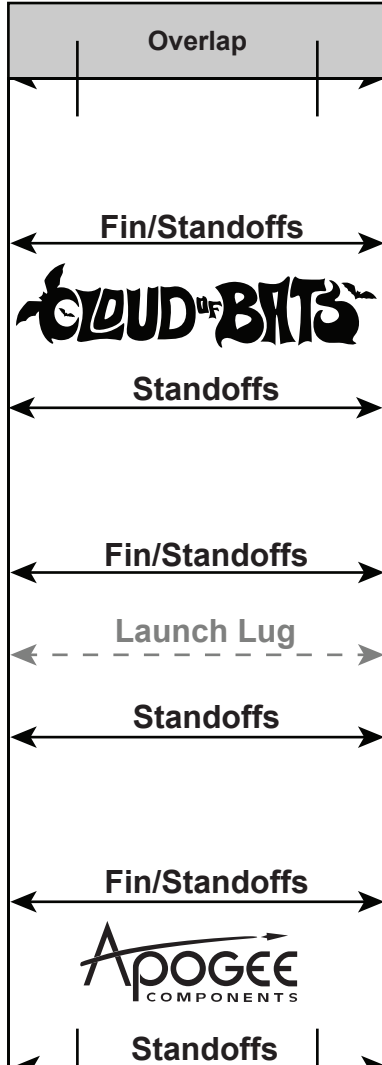 Overlap
Fin/Standoffs
CLOUD OF BATS
Standoffs
Fin/Standoffs
Launch Lug
Standoffs
Fin/Standoffs
APOGEE
COMPONENTS
Standoffs